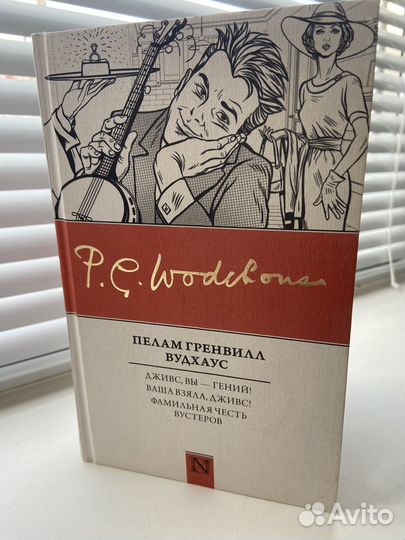 P. G. Wodehouse
ПЕЛАМ ГРЕНВИЛЛ
ВУДХАУС
ДЖИВС, ВЫ — ГЕНИЙ!
ВАША ВЗЯЛА, ДЖИВС!
ФАМИЛЬНАЯ ЧЕСТЬ
ВУСТЕРОВ
N
Avito